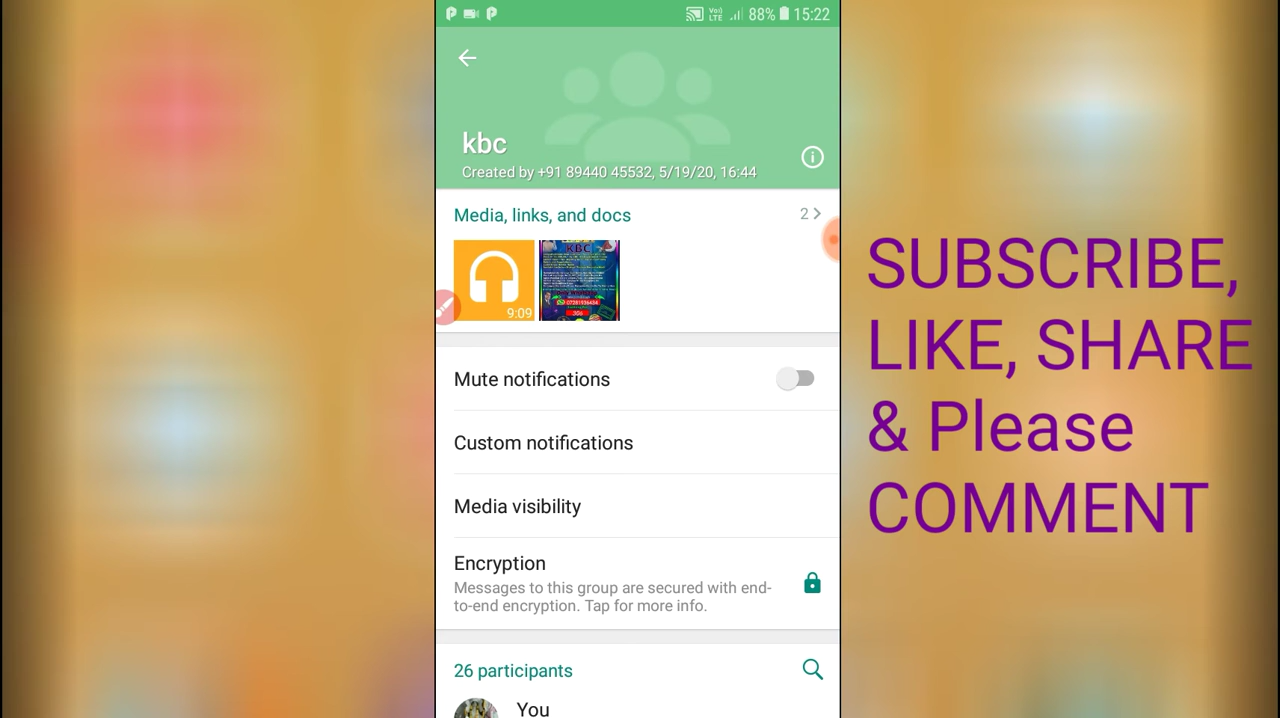 88% 15:22
kbc
Created by +91 89440 45532, 5/19/20, 16:44
Media, links, and docs
2
9:09
KBC
Mute notifications
Custom notifications
Media visibility
Encryption
Messages to this group are secured with end-
to-end encryption. Tap for more info.
26 participants
You
SUBSCRIBE,
LIKE, SHARE
& Please
COMMENT